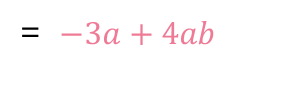 = −3a + 4ab